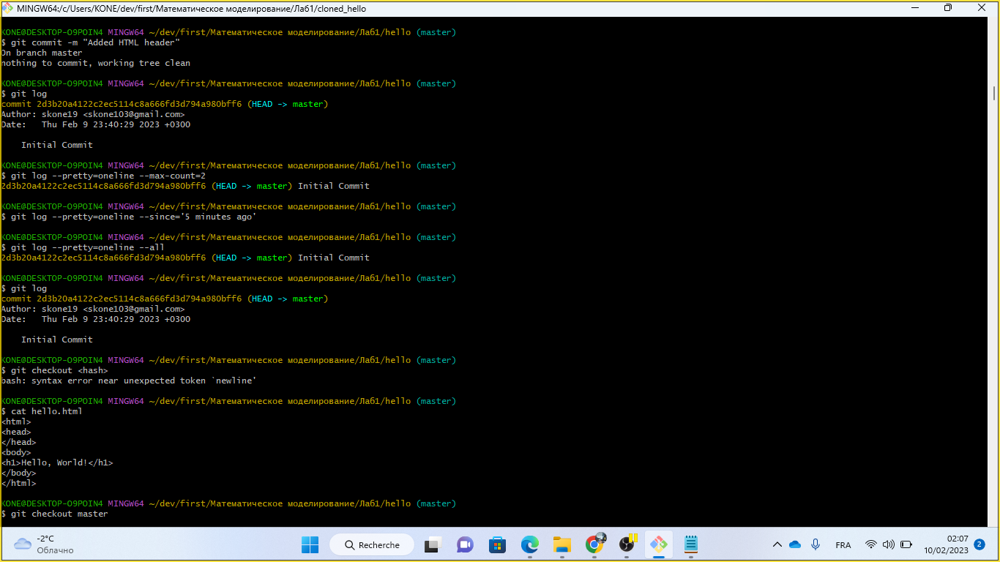 MINGW64:/c/Users/KONE/dev/first/Математическое моделирование/Лаб1/cloned_hello
KONE@DESKTOP-O9POIN4 MINGW64 ~/dev/first/Математическое моделирование/Лаб1/hello (master)
$ git commit -m "Added HTML header"
On branch master
nothing to commit, working tree clean
KONE@DESKTOP-O9POIN4 MINGW64 ~/dev/first/Математическое моделирование/Лаб1/hello (master)
$ git log
commit 2d3b20a4122c2ec5114c8a666fd3d794a980bff6 (HEAD -> master)
Author: skone19 <skone103@gmail.com>
Date:   Thu Feb 9 23:40:29 2023 +0300
    Initial Commit
KONE@DESKTOP-O9POIN4 MINGW64 ~/dev/first/Математическое моделирование/Лаб1/hello (master)
$ git log --pretty=oneline --max-count=2
2d3b20a4122c2ec5114c8a666fd3d794a980bff6 (HEAD -> master) Initial Commit
KONE@DESKTOP-O9POIN4 MINGW64 ~/dev/first/Математическое моделирование/Лаб1/hello (master)
$ git log --pretty=oneline --since='5 minutes ago'
KONE@DESKTOP-O9POIN4 MINGW64 ~/dev/first/Математическое моделирование/Лаб1/hello (master)
$ git log --pretty=oneline --all
2d3b20a4122c2ec5114c8a666fd3d794a980bff6 (HEAD -> master) Initial Commit
KONE@DESKTOP-O9POIN4 MINGW64 ~/dev/first/Математическое моделирование/Лаб1/hello (master)
$ git log
commit 2d3b20a4122c2ec5114c8a666fd3d794a980bff6 (HEAD -> master)
Author: skone19 <skone103@gmail.com>
Date:   Thu Feb 9 23:40:29 2023 +0300
    Initial Commit
KONE@DESKTOP-O9POIN4 MINGW64 ~/dev/first/Математическое моделирование/Лаб1/hello (master)
$ git checkout <hash>
bash: syntax error near unexpected token `newline'
KONE@DESKTOP-O9POIN4 MINGW64 ~/dev/first/Математическое моделирование/Лаб1/hello (master)
$ cat hello.html
<html>
<head>
</head>
<body>
<h1>Hello, World!</h1>
</body>
</html>
KONE@DESKTOP-O9POIN4 MINGW64 ~/dev/first/Математическое моделирование/Лаб1/hello (master)
$ git checkout master
-2°C
Облачно
Recherche
FRA
02:07
10/02/2023
2